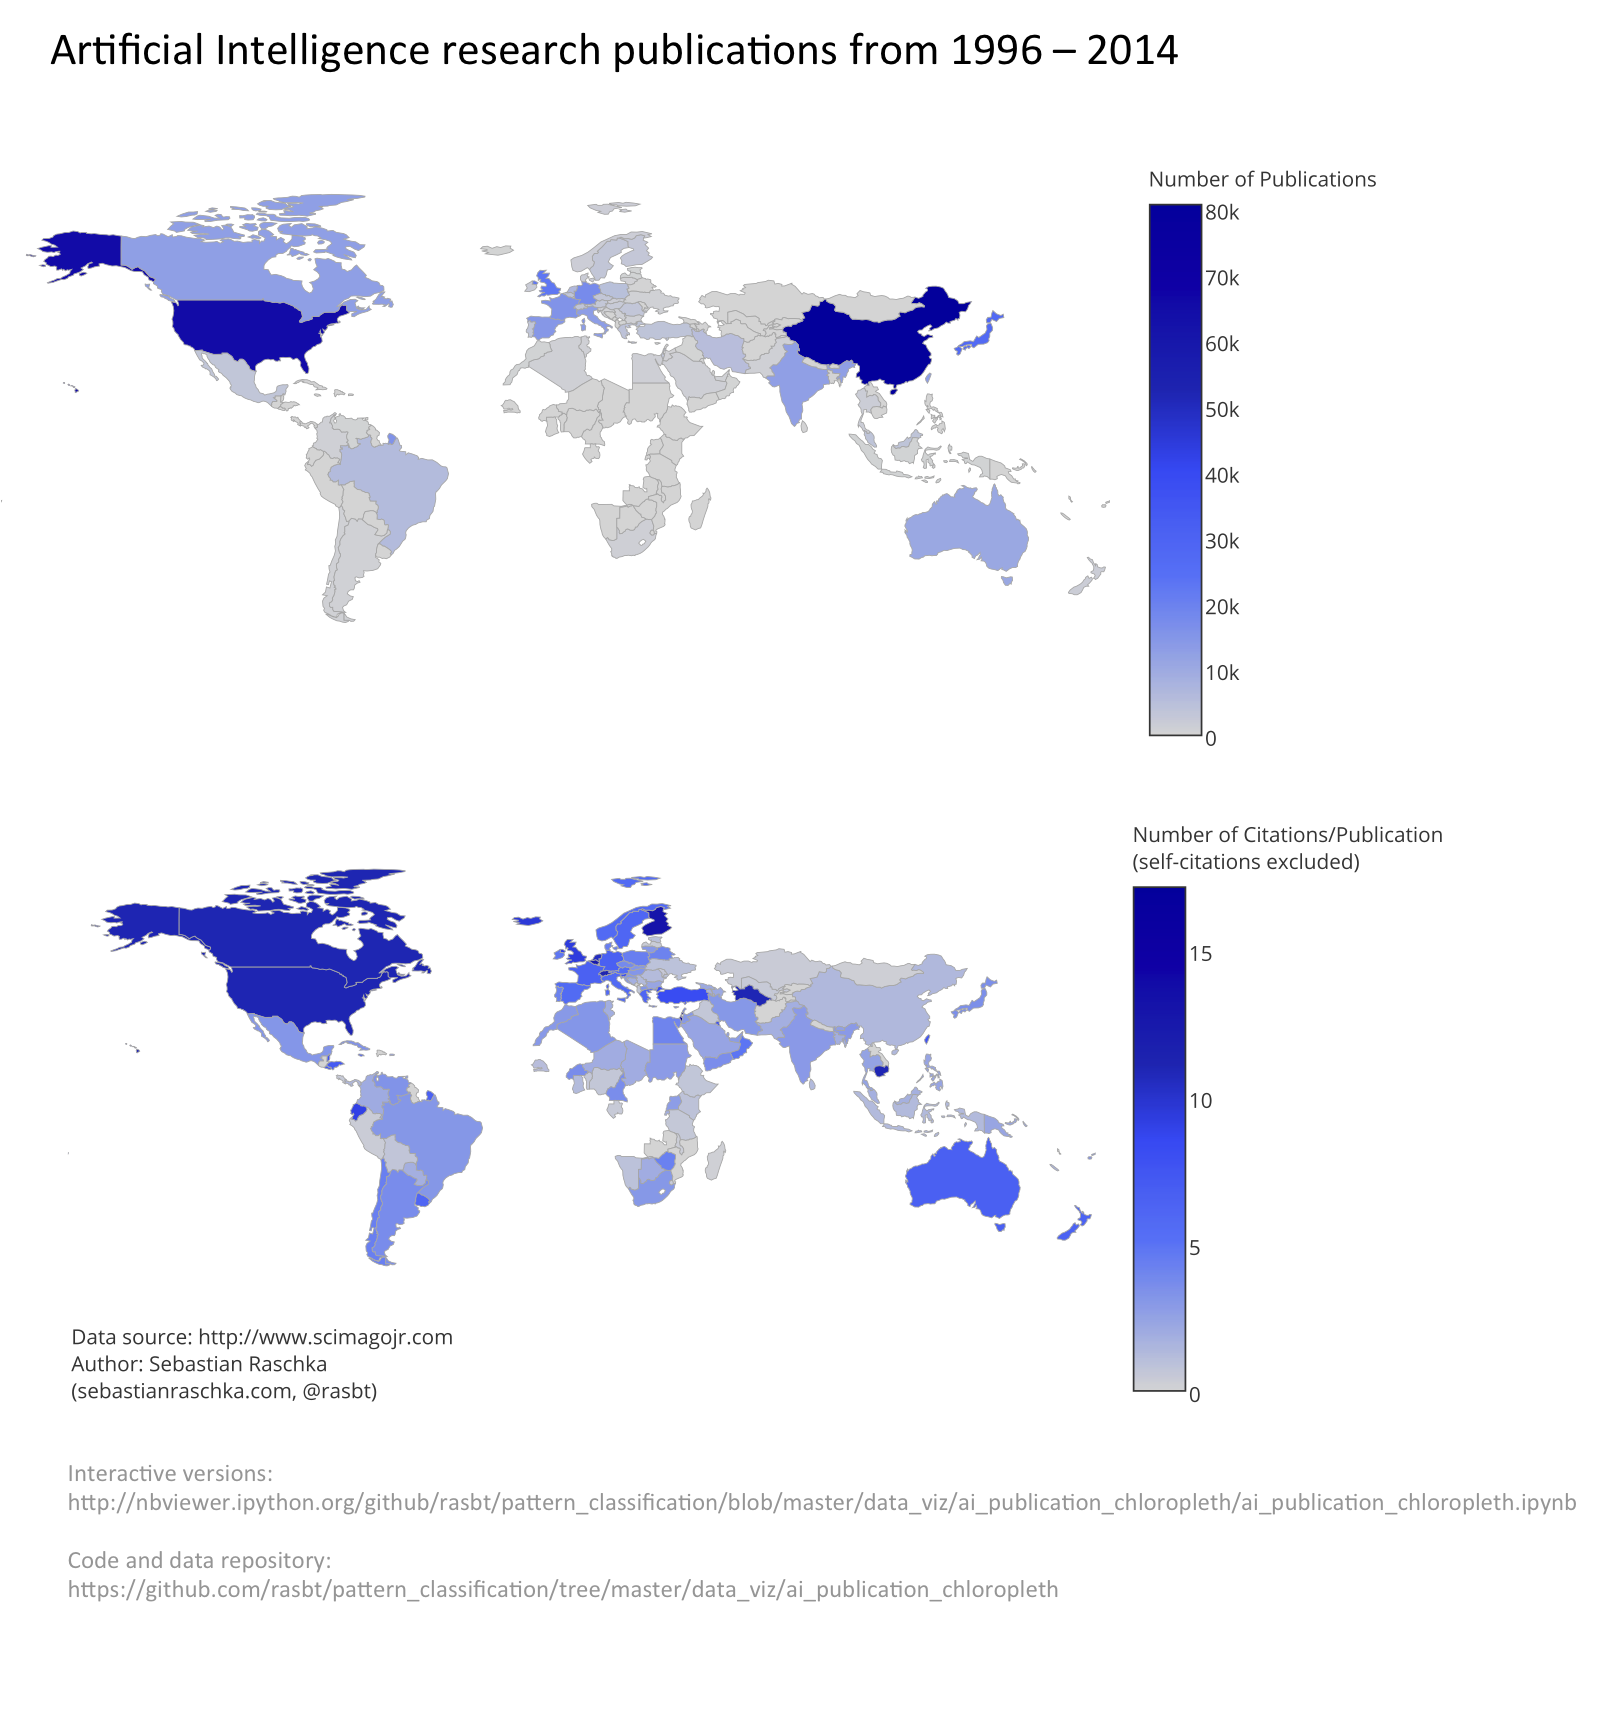 Artificial Intelligence research publications from 1996 – 2014
Number of Publications
80k
70k
60k
50k
40k
30k
20k
10k
0
Number of Citations/Publication
(self-citations excluded)
15
10
5
0
Data source: http://www.scimagojr.com
Author: Sebastian Raschka
(sebastianraschka.com, @rasbt)
Interactive versions:
http://nbviewer.ipython.org/github/rasbt/pattern_classification/blob/master/data_viz/ai_publication_chloropleth/ai_publication_chloropleth.ipynb
Code and data repository:
https://github.com/rasbt/pattern_classification/tree/master/data_viz/ai_publication_chloropleth